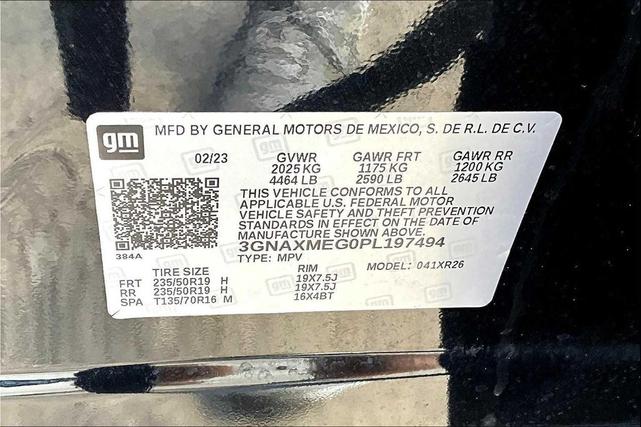 gm MFD BY GENERAL MOTORS DE MEXICO, S. DE R.L. DE C.V.
02/23 GVWR GAWR FRT GAWR RR
2025 KG 1175 KG 1200 KG
4464 LB 2590 LB 2645 LB
THIS VEHICLE CONFORMS TO ALL
APPLICABLE U.S. FEDERAL MOTOR
VEHICLE SAFETY AND THEFT PREVENTION
STANDARDS IN EFFECT ON THE DATE OF
MANUFACTURE SHOWN ABOVE.
3GNAXMEG0PL197494
384A
TYPE: MPV MODEL: 041XR26
TIRE SIZE RIM
FRT 235/50R19 H 19X7.5J
RR 235/50R19 H 19X7.5J
SPA T135/70R16 M 16X4BT